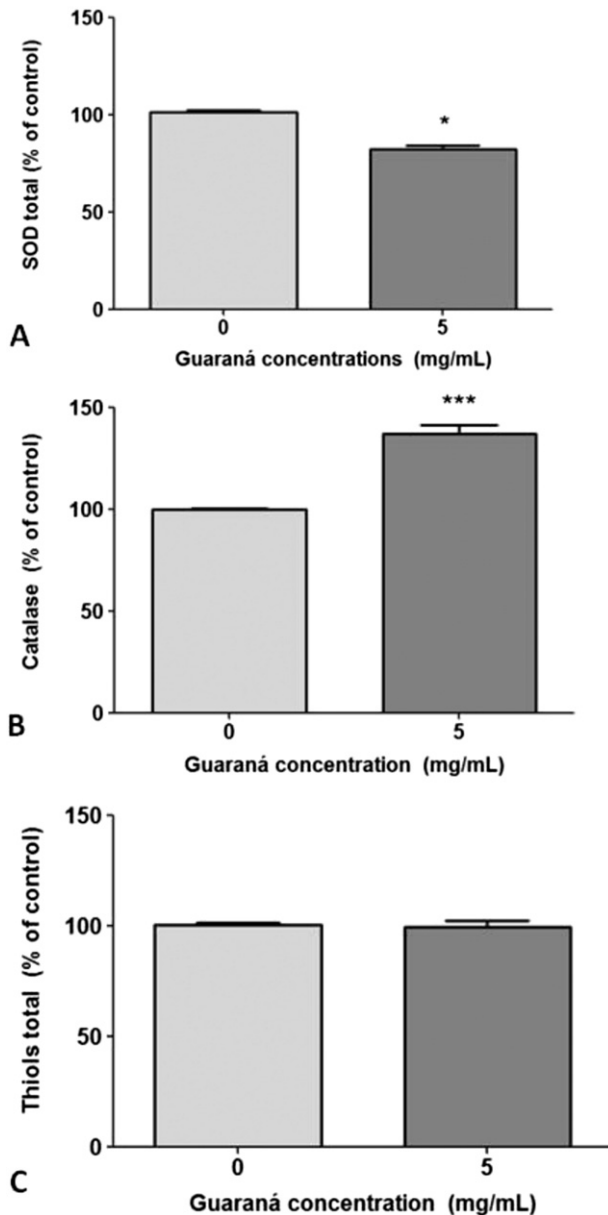 150
100
50
0
SOD total (% of control)
*
0 5
Guaraná concentrations (mg/mL)
A
150
100
50
0
Catalase (% of control)
***
0 5
Guaraná concentration (mg/mL)
B
150
100
50
0
Thiols total (% of control)
0 5
Guaraná concentration (mg/mL)
C